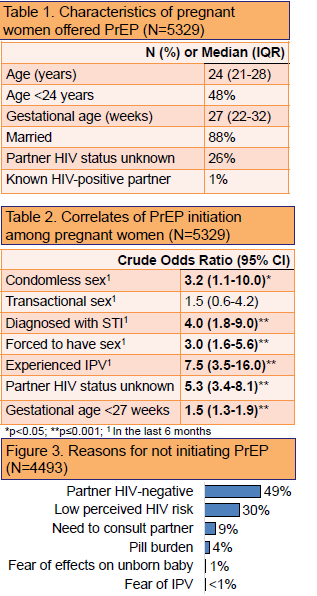 Table 1. Characteristics of pregnant
women offered PrEP (N=5329)
N (%) or Median (IQR)
Age (years) 24 (21-28)
Age <24 years 48%
Gestational age (weeks) 27 (22-32)
Married 88%
Partner HIV status unknown 26%
Known HIV-positive partner 1%
Table 2. Correlates of PrEP initiation
among pregnant women (N=5329)
Crude Odds Ratio (95% CI)
Condomless sex¹ 3.2 (1.1-10.0)*
Transactional sex¹ 1.5 (0.6-4.2)
Diagnosed with STI¹ 4.0 (1.8-9.0)**
Forced to have sex¹ 3.0 (1.6-5.6)**
Experienced IPV¹ 7.5 (3.5-16.0)**
Partner HIV status unknown 5.3 (3.4-8.1)**
Gestational age <27 weeks 1.5 (1.3-1.9)**
*p<0.05; **p≤0.001; ¹ In the last 6 months
Figure 3. Reasons for not initiating PrEP
(N=4493)
Partner HIV-negative 49%
Low perceived HIV risk 30%
Need to consult partner 9%
Pill burden 4%
Fear of effects on unborn baby 1%
Fear of IPV <1%